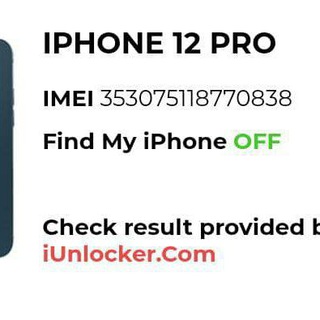 IPHONE 12 PRO
IMEI 353075118770838
Find My iPhone OFF
Check result provided
iUnlocker.Com